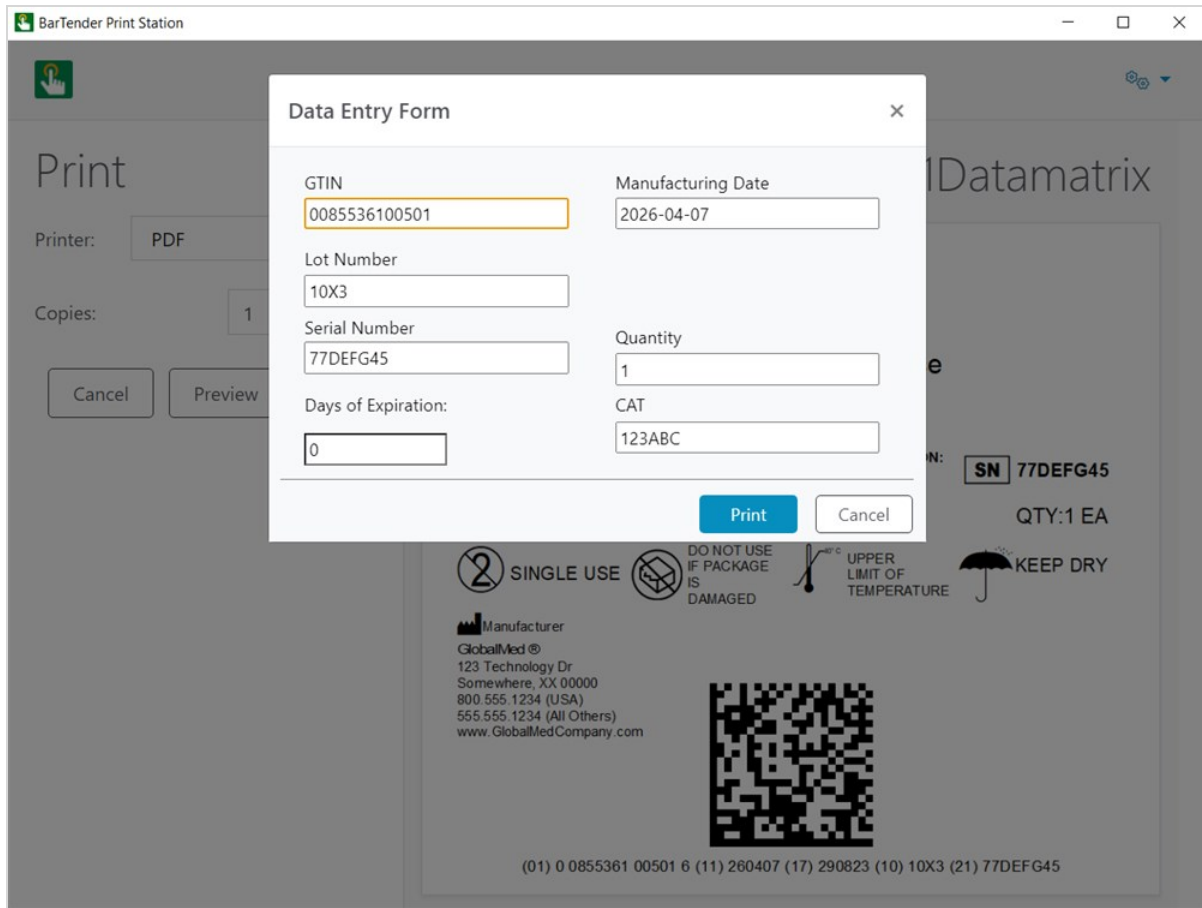 BarTender Print Station
Data Entry Form
Print
1Datamatrix
GTIN
0085536100501
Manufacturing Date
2026-04-07
Printer:
PDF
Lot Number
10X3
Copies:
1
Serial Number
77DEFG45
Quantity
1
Cancel
Preview
Days of Expiration:
0
CAT
123ABC
e
N:
SN 77DEFG45
Print
Cancel
QTY:1 EA
SINGLE USE
DO NOT USE
IF PACKAGE
IS
DAMAGED
UPPER
LIMIT OF
TEMPERATURE
KEEP DRY
Manufacturer
GlobalMed ®
123 Technology Dr
Somewhere, XX 00000
800.555.1234 (USA)
555.555.1234 (All Others)
www.GlobalMedCompany.com
(01) 0 0855361 00501 6 (11) 260407 (17) 290823 (10) 10X3 (21) 77DEFG45